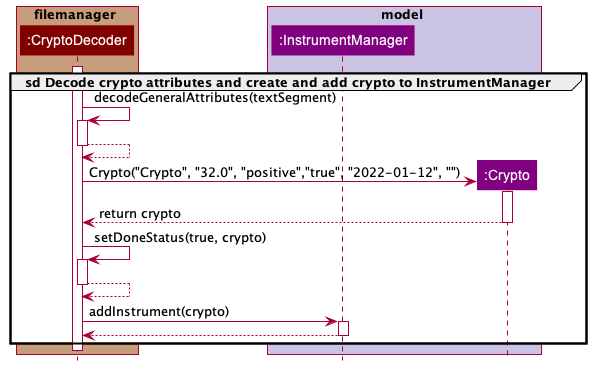 filemanager
model
:CryptoDecoder
:InstrumentManager
sd Decode crypto attributes and create and add crypto to InstrumentManager
decodeGeneralAttributes(textSegment)
Crypto("Crypto", "32.0", "positive","true", "2022-01-12", "")
:Crypto
return crypto
setDoneStatus(true, crypto)
addInstrument(crypto)